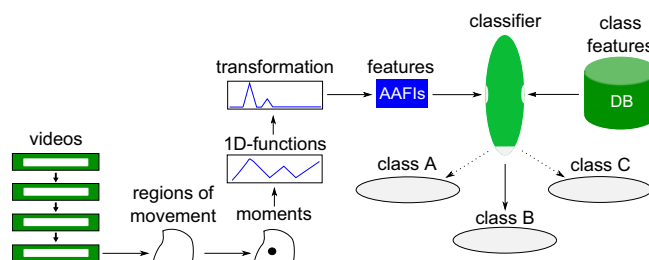 classifier
class
features
transformation
features
AAFIs
DB
videos
1D-functions
class A
class C
regions of
movement
moments
class B